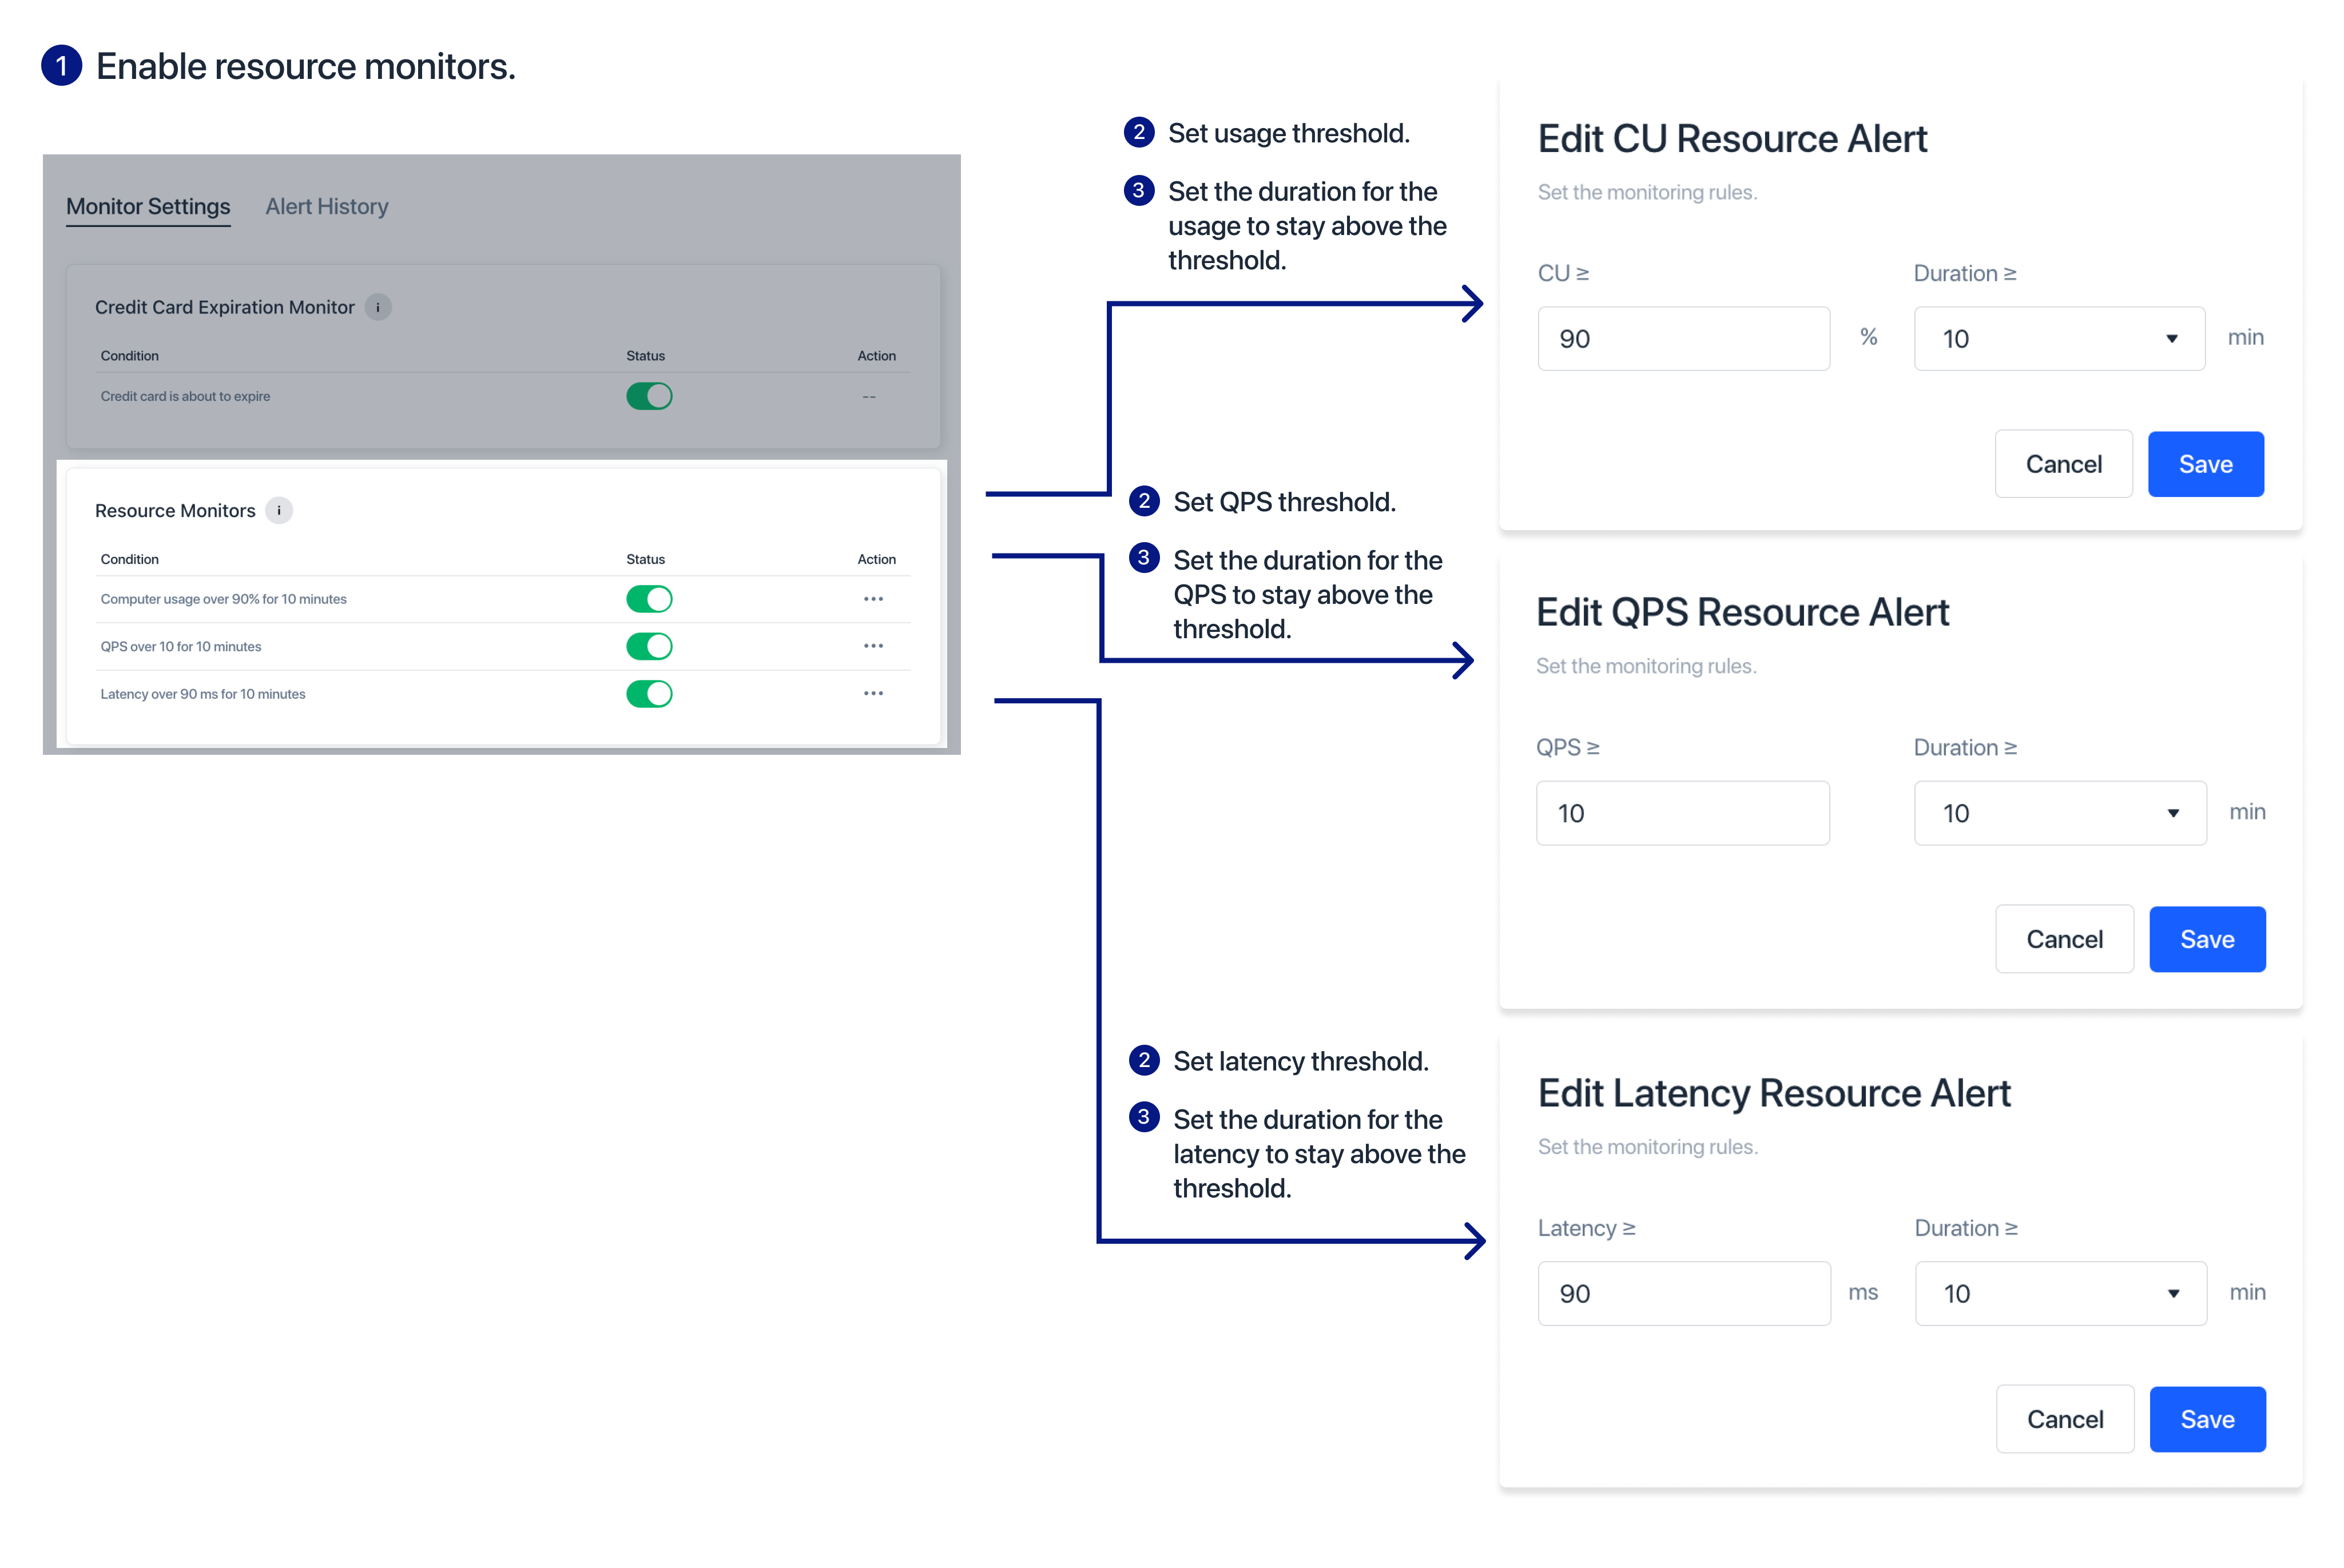 1 Enable resource monitors.
Monitor Settings Alert History
Credit Card Expiration Monitor i
Condition Status Action
Credit card is about to expire --
Resource Monitors i
Condition Status Action
Computer usage over 90% for 10 minutes •••
QPS over 10 for 10 minutes •••
Latency over 90 ms for 10 minutes •••
2 Set usage threshold.
3 Set the duration for the
usage to stay above the
threshold.
Edit CU Resource Alert
Set the monitoring rules.
CU ≥ Duration ≥
90 % 10 min
Cancel Save
2 Set QPS threshold.
3 Set the duration for the
QPS to stay above the
threshold.
Edit QPS Resource Alert
Set the monitoring rules.
QPS ≥ Duration ≥
10 10 min
Cancel Save
2 Set latency threshold.
3 Set the duration for the
latency to stay above the
threshold.
Edit Latency Resource Alert
Set the monitoring rules.
Latency ≥ Duration ≥
90 ms 10 min
Cancel Save